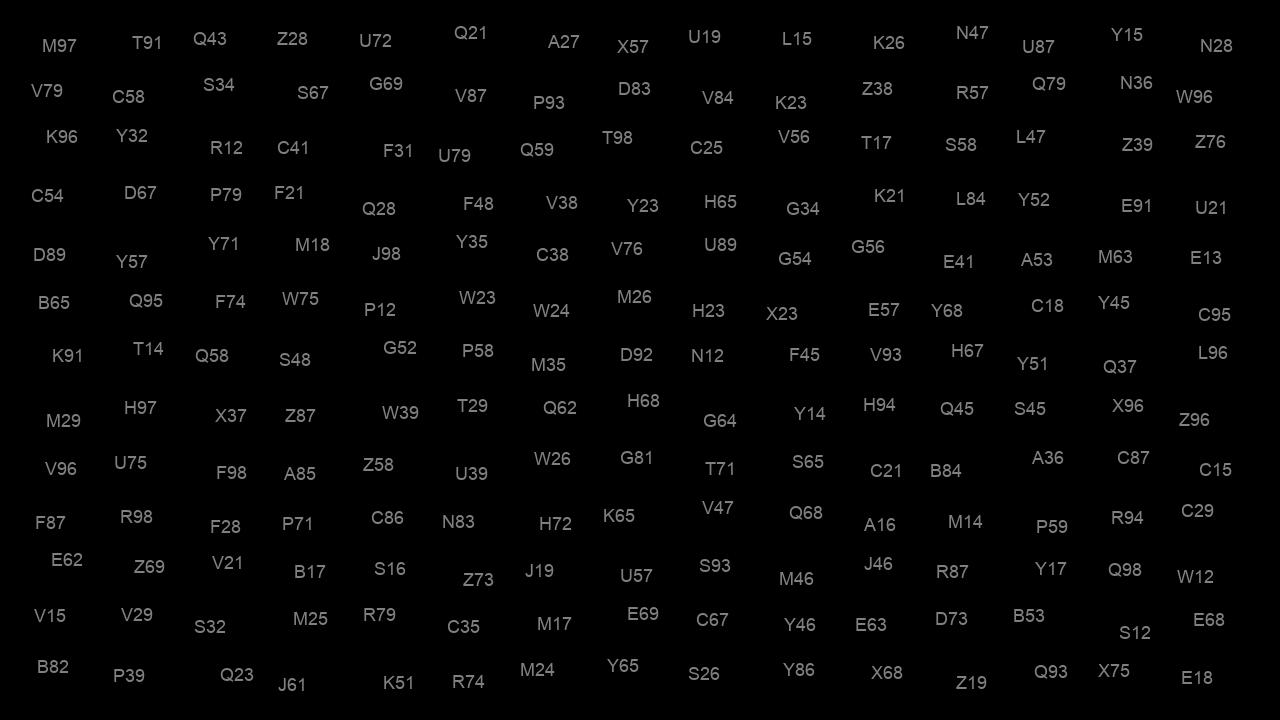 M97 T91 Q43 Z28 U72 Q21 A27 X57 U19 L15 K26 N47 U87 Y15 N28
V79 C58 S34 S67 G69 V87 P93 D83 V84 K23 Z38 R57 Q79 N36 W96
K96 Y32 R12 C41 F31 U79 Q59 T98 C25 V56 T17 S58 L47 Z39 Z76
C54 D67 P79 F21 Q28 F48 V38 Y23 H65 G34 K21 L84 Y52 E91 U21
D89 Y57 Y71 M18 J98 Y35 C38 V76 U89 G54 G56 E41 A53 M63 E13
B65 Q95 F74 W75 P12 W23 W24 M26 H23 X23 E57 Y68 C18 Y45 C95
K91 T14 Q58 S48 G52 P58 M35 D92 N12 F45 V93 H67 Y51 Q37 L96
M29 H97 X37 Z87 W39 T29 Q62 H68 G64 Y14 H94 Q45 S45 X96 Z96
V96 U75 F98 A85 Z58 U39 W26 G81 T71 S65 C21 B84 A36 C87 C15
F87 R98 F28 P71 C86 N83 H72 K65 V47 Q68 A16 M14 P59 R94 C29
E62 Z69 V21 B17 S16 Z73 J19 U57 S93 M46 J46 R87 Y17 Q98 W12
V15 V29 S32 M25 R79 C35 M17 E69 C67 Y46 E63 D73 B53 S12 E68
B82 P39 Q23 J61 K51 R74 M24 Y65 S26 Y86 X68 Z19 Q93 X75 E18